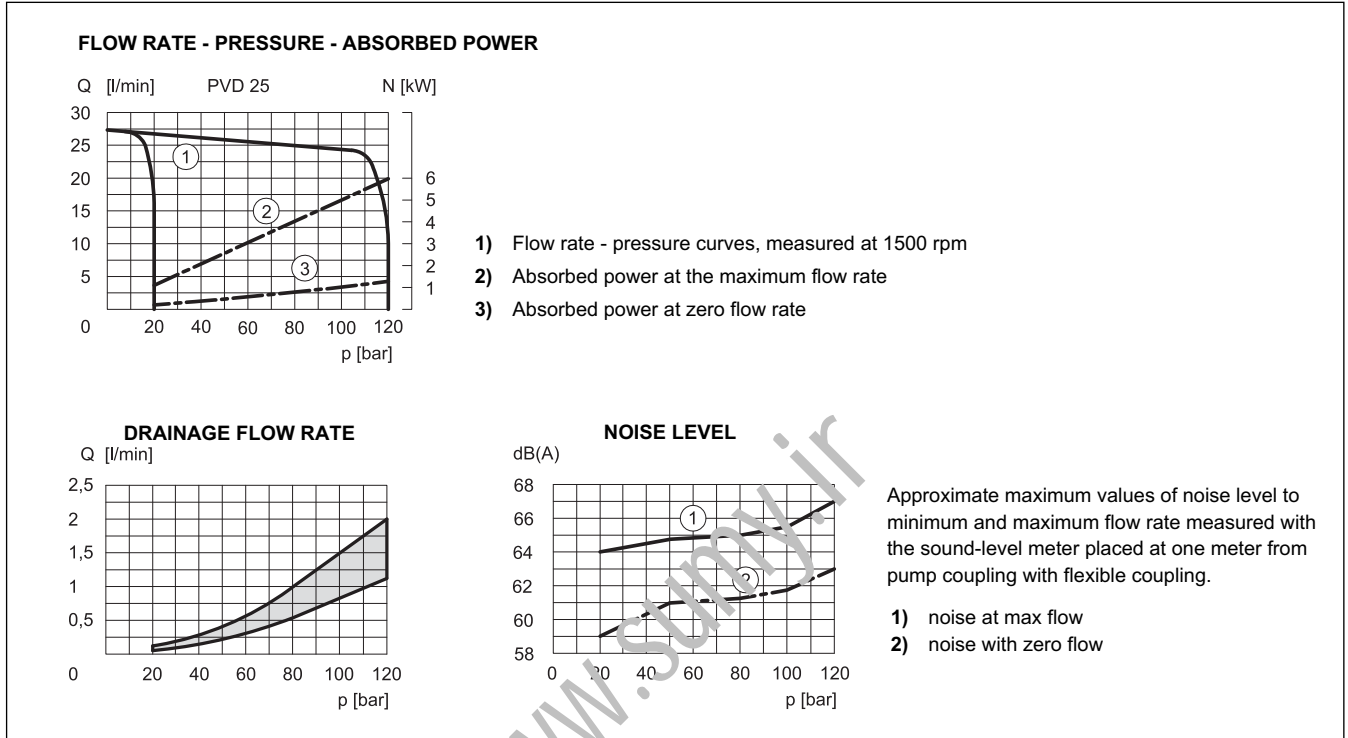 FLOW RATE - PRESSURE - ABSORBED POWER
Q [l/min] PVD 25 N [kW]
30
25
20
15
10
5
0
6
5
4
3
2
1
1
2
3
20 40 60 80 100 120
p [bar]
1) Flow rate - pressure curves, measured at 1500 rpm
2) Absorbed power at the maximum flow rate
3) Absorbed power at zero flow rate
DRAINAGE FLOW RATE
Q [l/min]
2,5
2
1,5
1
0,5
0 20 40 60 80 100 120
p [bar]
NOISE LEVEL
dB(A)
68
66
64
62
60
58
1
2
0 20 40 60 80 100 120
p [bar]
Approximate maximum values of noise level to
minimum and maximum flow rate measured with
the sound-level meter placed at one meter from
pump coupling with flexible coupling.
1) noise at max flow
2) noise with zero flow
www.sumy.ir